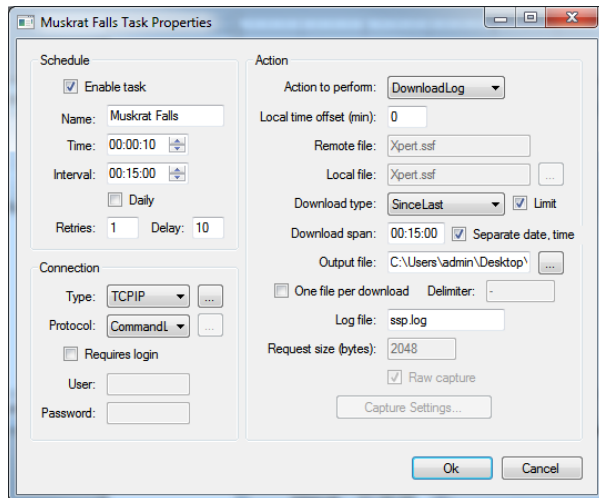 Muskrat Falls Task Properties
Schedule
Enable task
Name: Muskrat Falls
Time: 00:00:10
Interval: 00:15:00
Daily
Retries: 1 Delay: 10
Connection
Type: TCPIP ...
Protocol: CommandL ...
Requires login
User:
Password:
Action
Action to perform: DownloadLog
Local time offset (min): 0
Remote file: Xpert.ssf
Local file: Xpert.ssf ...
Download type: SinceLast Limit
Download span: 00:15:00 Separate date, time
Output file: C:\Users\admin\Desktop\ ...
One file per download Delimiter: -
Log file: ssp.log
Request size (bytes): 2048
Raw capture
Capture Settings...
Ok Cancel